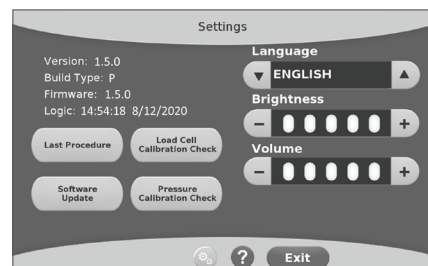 Settings
Version: 1.5.0
Build Type: P
Firmware: 1.5.0
Logic: 14:54:18 8/12/2020
Last Procedure
Load Cell
Calibration Check
Software
Update
Pressure
Calibration Check
Language
▼ ENGLISH ▲
Brightness
− +
Volume
− +
? Exit